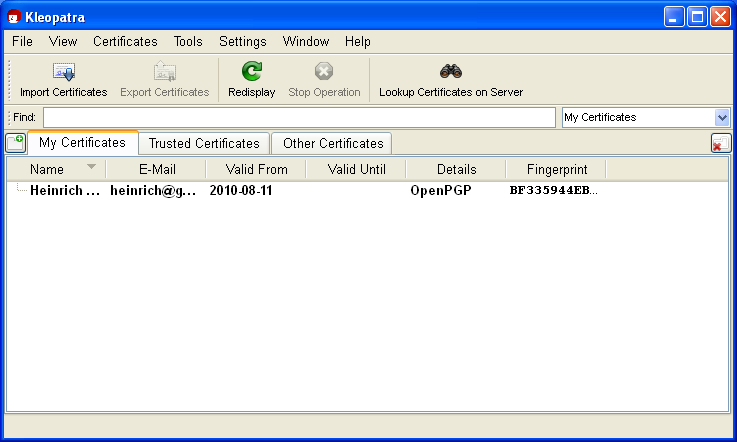 Kleopatra
File View Certificates Tools Settings Window Help
Import Certificates Export Certificates Redisplay Stop Operation Lookup Certificates on Server
Find: My Certificates
My Certificates Trusted Certificates Other Certificates
Name E-Mail Valid From Valid Until Details Fingerprint
Heinrich ... heinrich@g... 2010-08-11 OpenPGP BF335944EB...